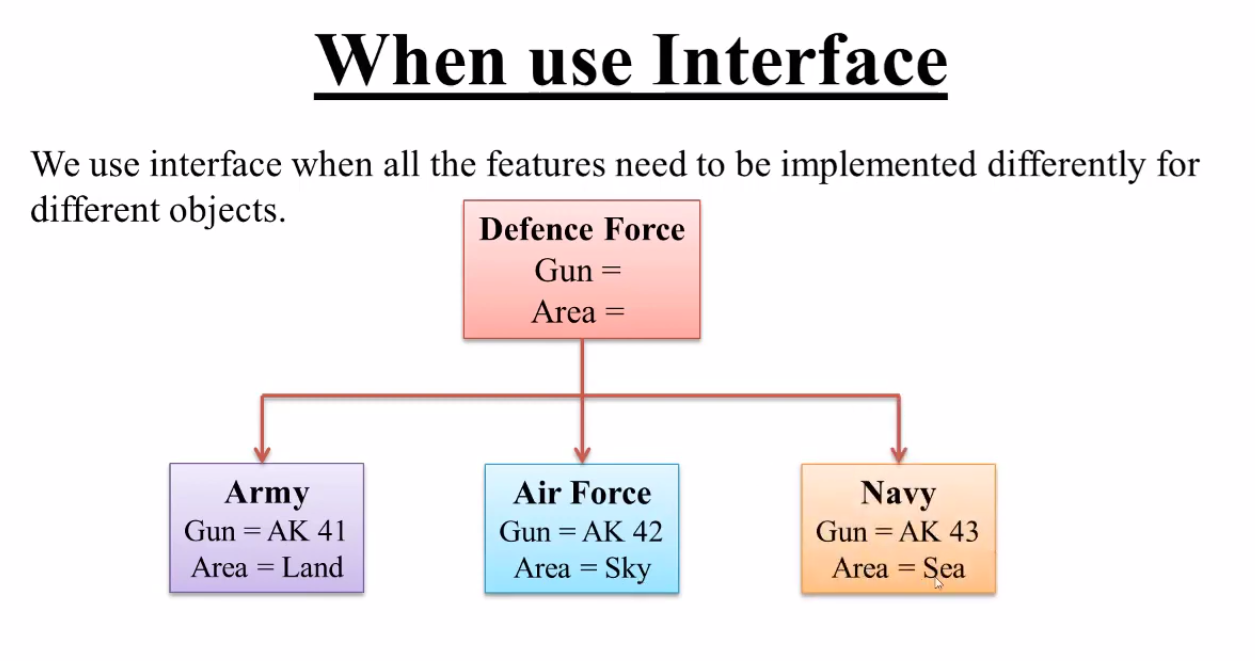 When use Interface
We use interface when all the features need to be implemented differently for
different objects.
Defence Force
Gun =
Area =
Army
Gun = AK 41
Area = Land
Air Force
Gun = AK 42
Area = Sky
Navy
Gun = AK 43
Area = Sea